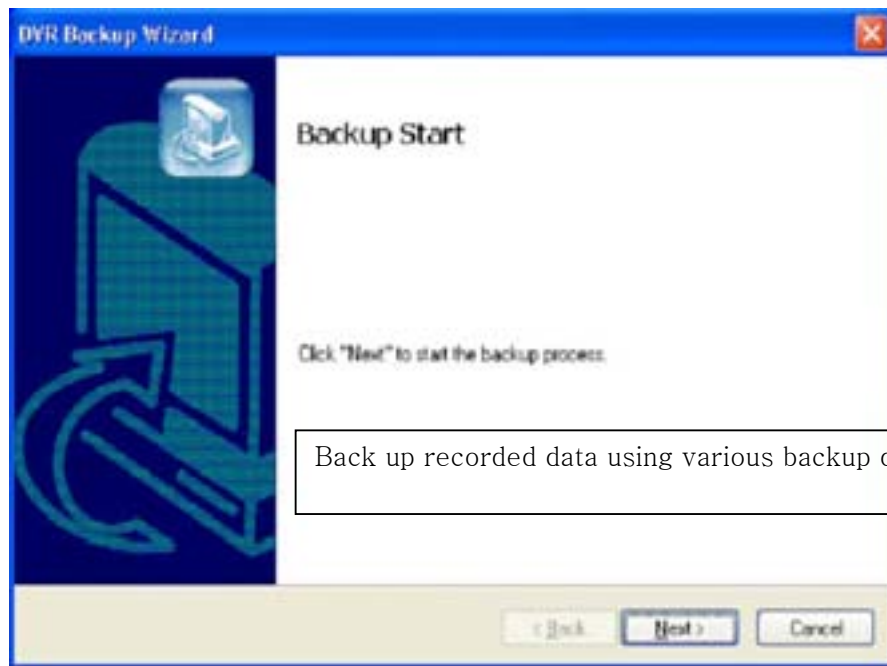 DVR Backup Wizard
Backup Start
Click "Next" to start the backup process.
Back up recorded data using various backup
< Back
Next >
Cancel